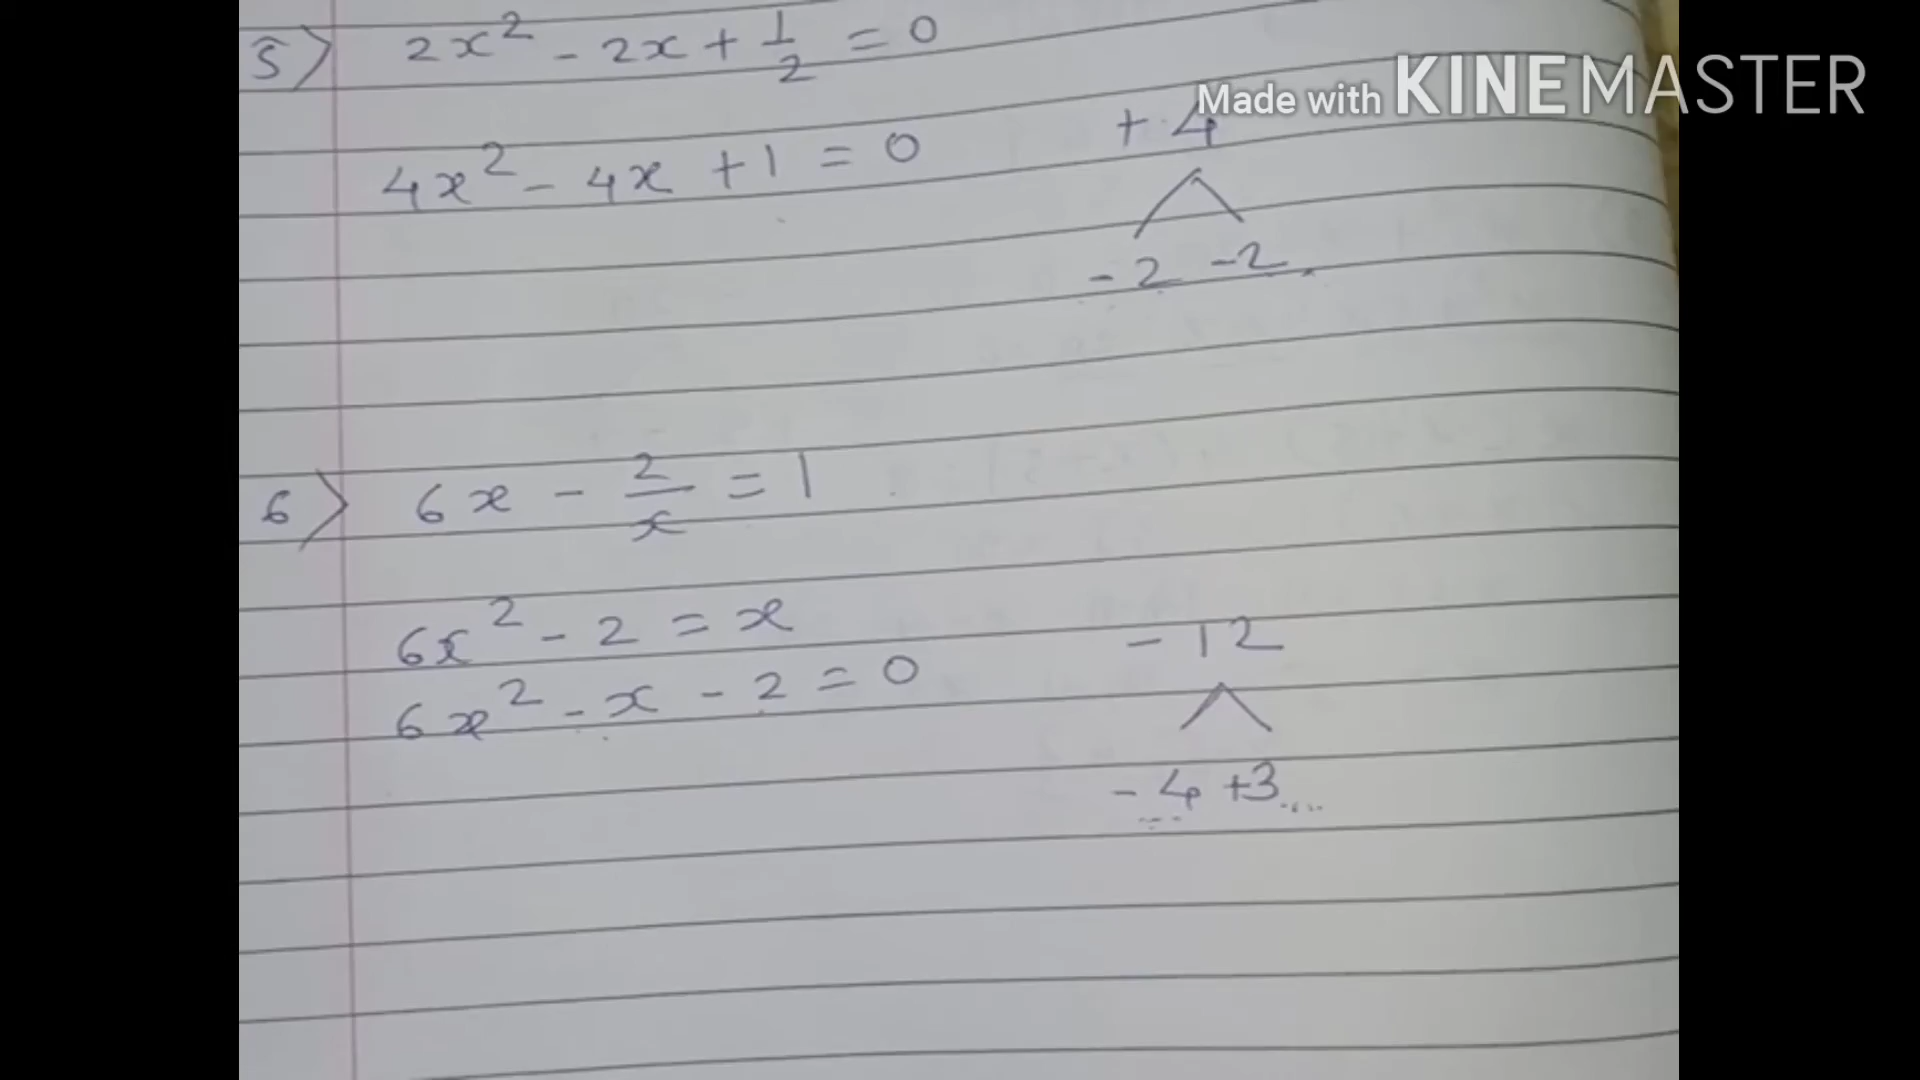 5) 2x² - 2x + 1/2 = 0
Made with KINEMASTER
4x² - 4x + 1 = 0
+ 4
- 2 - 2
6) 6x - 2/x = 1
6x² - 2 = x
- 12
6x² - x - 2 = 0
- 4 + 3